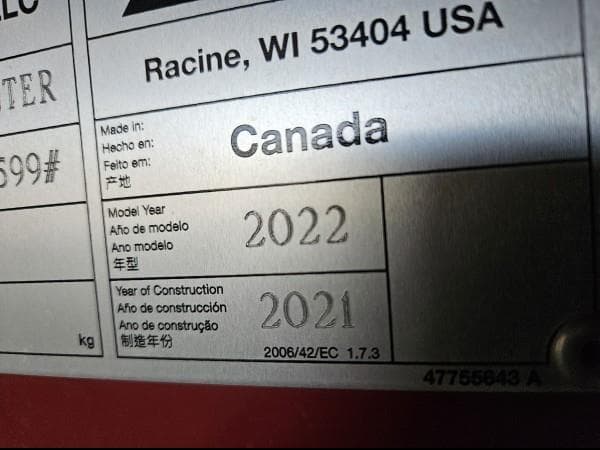 LLC
Racine, WI 53404 USA
TER
599#
Made in:
Hecho en:
Feito em:
产地
Canada
Model Year
Año de modelo
Ano modelo
年型
2022
Year of Construction
Año de construcción
Ano de construção
制造年份
2021
kg
2006/42/EC 1.7.3
47765643 A